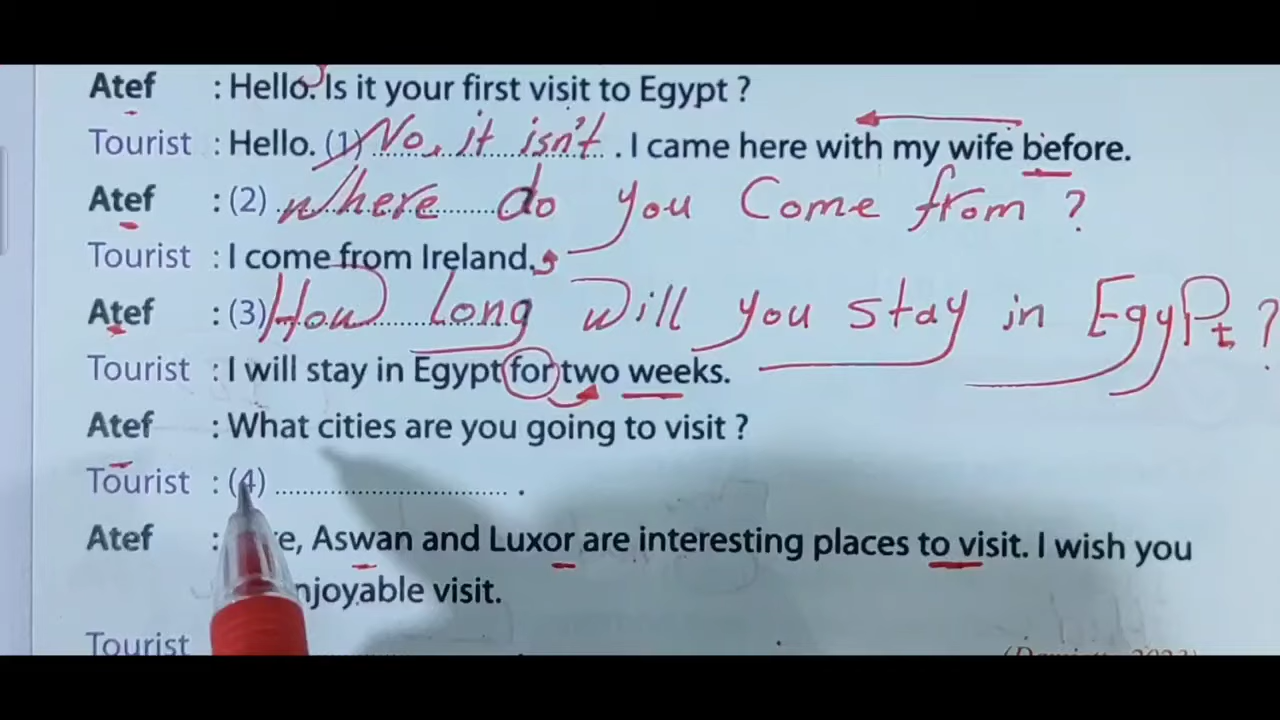 Atef : Hello. Is it your first visit to Egypt ?
Tourist : Hello. (1) No, it isn't . I came here with my wife before.
Atef : (2) Where do you Come from ?
Tourist : I come from Ireland.
Atef : (3) How long will you stay in Egypt ?
Tourist : I will stay in Egypt for two weeks.
Atef : What cities are you going to visit ?
Tourist : (4) ................................ .
Atef : e, Aswan and Luxor are interesting places to visit. I wish you
njoyable visit.
Tourist